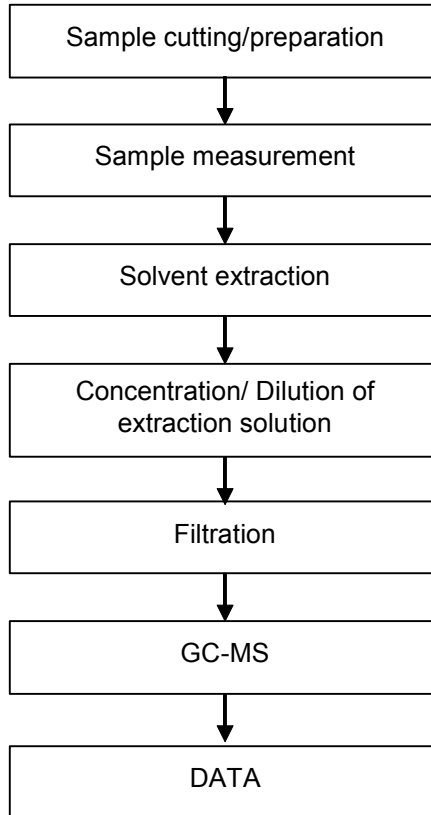 Sample cutting/preparation
Sample measurement
Solvent extraction
Concentration/ Dilution of
extraction solution
Filtration
GC-MS
DATA